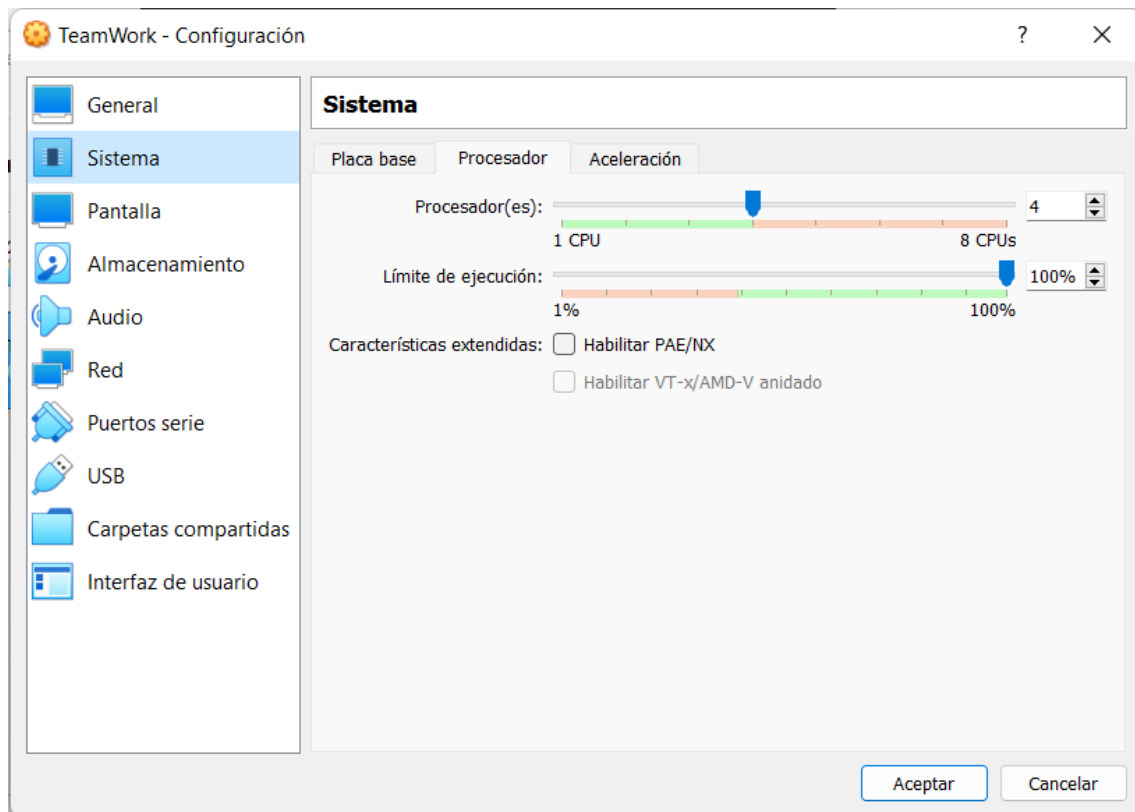 TeamWork - Configuración
?
General
Sistema
Pantalla
Almacenamiento
Audio
Red
Puertos serie
USB
Carpetas compartidas
Interfaz de usuario
Sistema
Placa base Procesador Aceleración
Procesador(es): 4
1 CPU 8 CPUs
Límite de ejecución: 100%
1% 100%
Características extendidas: Habilitar PAE/NX
Habilitar VT-x/AMD-V anidado
Aceptar Cancelar